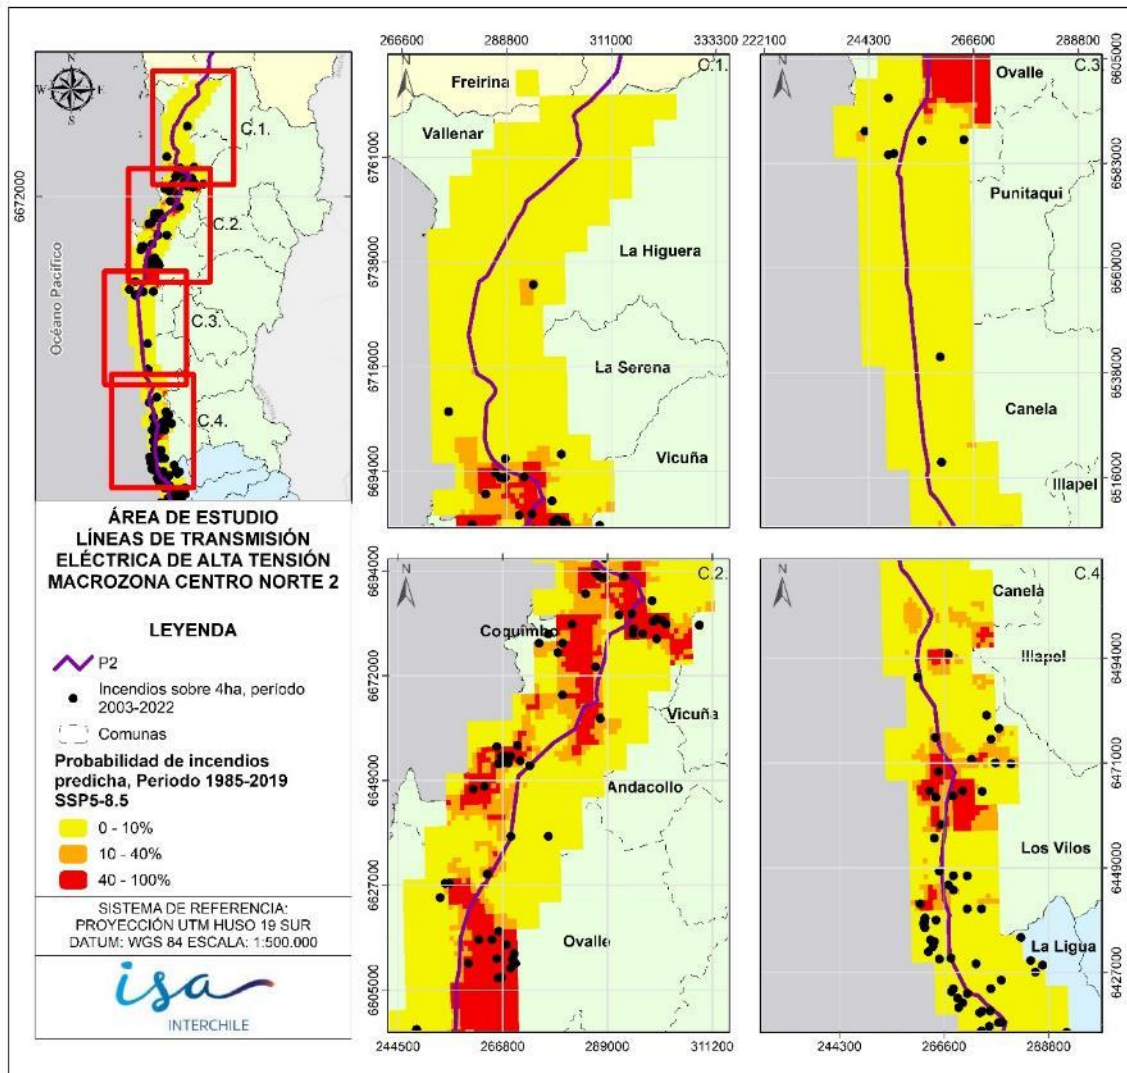 N
W
E
S
C.1.
6672000
C.2.
Océano Pacífico
C.3.
C.4.
ÁREA DE ESTUDIO
LÍNEAS DE TRANSMISIÓN
ELÉCTRICA DE ALTA TENSIÓN
MACROZONA CENTRO NORTE 2
LEYENDA
P2
Incendios sobre 4ha, período
2003-2022
Comunas
Probabilidad de incendios
predicha, Periodo 1985-2019
SSP5-8.5
0 - 10%
10 - 40%
40 - 100%
SISTEMA DE REFERENCIA:
PROYECCIÓN UTM HUSO 19 SUR
DATUM: WGS 84 ESCALA: 1:500.000
isa
INTERCHILE
266600 288800 311000 333300
N
C.1.
Freirina
Vallenar
6761000
La Higuera
6738000
La Serena
6716000
Vicuña
6694000
222100 244300 266600 288800
N
C.3.
6605000
Ovalle
6583000
Punitaqui
6560000
6538000
Canela
Illapel
6516000
N
C.2.
6694000
Coquimbo
6672000
Vicuña
6649000
Andacollo
6627000
Ovalle
6605000
244500 266800 289000 311200
N
C.4.
Canela
Illapel
6494000
6471000
Los Vilos
6449000
La Ligua
6427000
244300 266600 288800